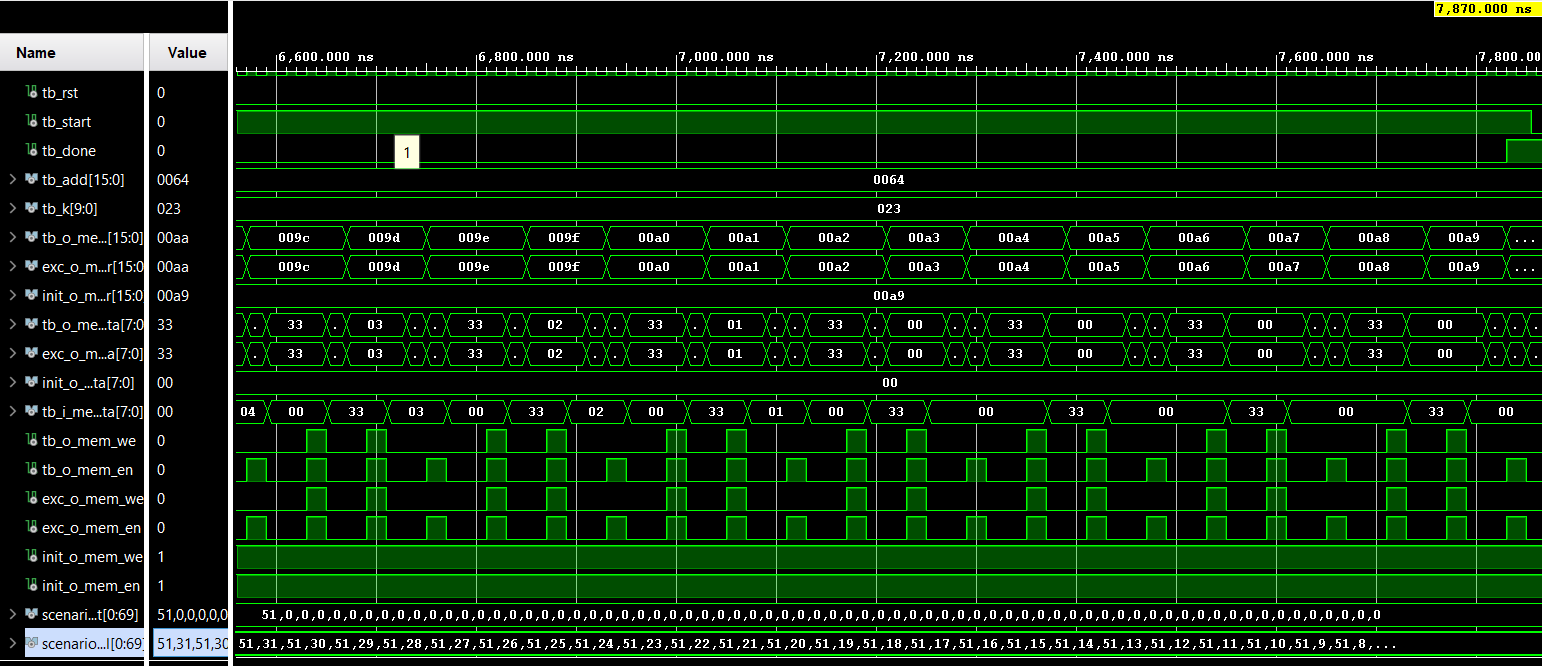 7,870.000 ns
Name Value
6,600.000 ns 6,800.000 ns 7,000.000 ns 7,200.000 ns 7,400.000 ns 7,600.000 ns 7,800.00
tb_rst 0
tb_start 0
tb_done 0 1
tb_add[15:0] 0064 0064
tb_k[9:0] 023 023
tb_o_me...[15:0] 00aa 009c 009d 009e 009f 00a0 00a1 00a2 00a3 00a4 00a5 00a6 00a7 00a8 00a9 ...
exc_o_m...r[15:0 00aa 009c 009d 009e 009f 00a0 00a1 00a2 00a3 00a4 00a5 00a6 00a7 00a8 00a9 ...
init_o_m...r[15:0 00a9 00a9
tb_o_me...ta[7:0 33 . 33 . 03 . . 33 . 02 . . 33 . 01 . . 33 . 00 . . 33 00 . . 33 00 . . 33 00 . . .
exc_o_m...a[7:0] 33 . 33 . 03 . . 33 . 02 . . 33 . 01 . . 33 . 00 . . 33 00 . . 33 00 . . 33 00 . . .
init_o_...ta[7:0] 00 00
tb_i_me...ta[7:0] 00 04 00 33 03 00 33 02 00 33 01 00 33 00 33 00 33 00 33 00
tb_o_mem_we 0
tb_o_mem_en 0
exc_o_mem_we 0
exc_o_mem_en 0
init_o_mem_we 1
init_o_mem_en 1
scenari...t[0:69] 51,0,0,0,0,0 51,0,0,0,0,0,0,0,0,0,0,0,0,0,0,0,0,0,0,0,0,0,0,0,0,0,0,0,0,0,0,0,0,0,0,0,0,0,0,0,0,0,0,0,0,0,0,0,0,0,0,0,0,0,0,0,0,0,0,0,0,0,0,0,0,0
scenario...l[0:69] 51,31,51,30 51,31,51,30,51,29,51,28,51,27,51,26,51,25,51,24,51,23,51,22,51,21,51,20,51,19,51,18,51,17,51,16,51,15,51,14,51,13,51,12,51,11,51,10,51,9,51,8,...